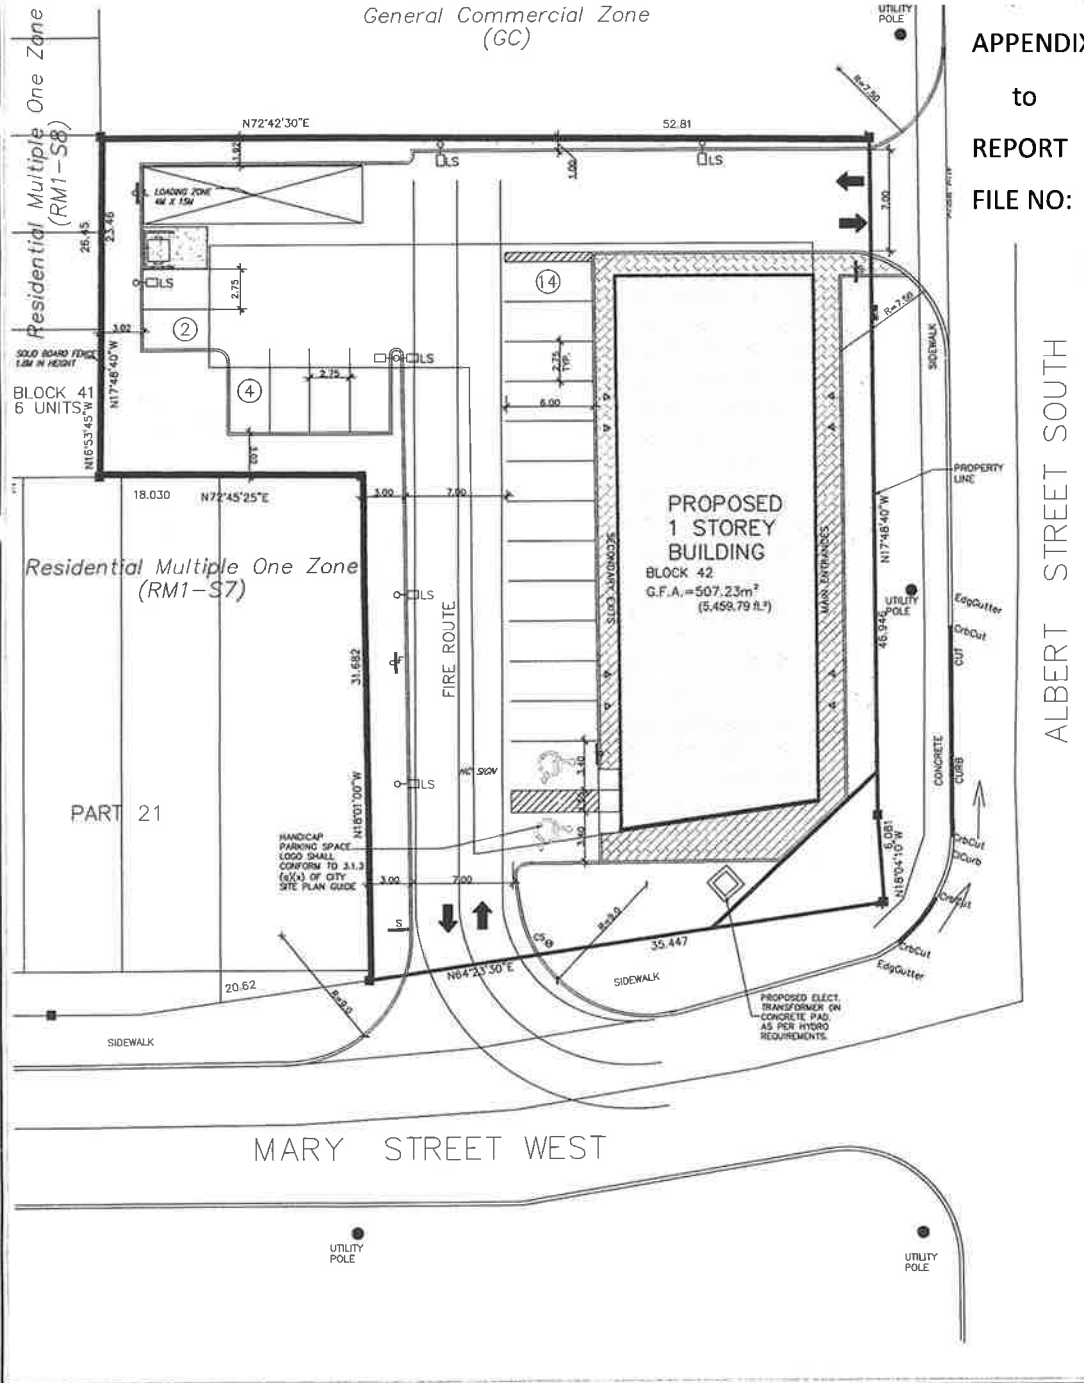 General Commercial Zone
(GC)
UTILITY
POLE
APPENDIX
to
REPORT
FILE NO:
Residential Multiple One Zone
(RM1-S8)
N72°42'30"E
52.81
R=7.50
1.92
1.00
LS
LS
LOADING ZONE
4M X 15M
7.00
26.45
23.46
LS
2.75
14
2
3.02
SOLID BOARD FENCE
1.8M IN HEIGHT
N17°48'40"W
BLOCK 41
6 UNITS
N16°53'45"W
LS
2.75
4
2.75
TYP.
6.00
R=7.50
SIDEWALK
ALBERT STREET SOUTH
3.02
18.030
N72°45'25"E
3.00
7.00
PROPERTY
LINE
PROPOSED
1 STOREY
BUILDING
BLOCK 42
G.F.A.=507.23m²
(5,459.79 ft.²)
SECONDARY EXITS
MAIN ENTRANCES
N17°48'40"W
46.946
Residential Multiple One Zone
(RM1-S7)
LS
FIRE ROUTE
31.682
UTILITY
POLE
EdgGutter
CrbCut
CUT
CONCRETE
CURB
HC SIGN
3.40
LS
PART 21
N18°01'00"W
HANDICAP
PARKING SPACE
LOGO SHALL
CONFORM TO 3.1.3
(a)(x) OF CITY
SITE PLAN GUIDE
3.40
3.00
7.00
6.081
N18°04'10"W
CrbCut
CrbCut
CrbCut
EdgGutter
S
R=9.0
35.447
N64°23'30"E
SIDEWALK
20.62
R=9.0
SIDEWALK
PROPOSED ELECT.
TRANSFORMER ON
CONCRETE PAD.
AS PER HYDRO
REQUIREMENTS.
MARY STREET WEST
UTILITY
POLE
UTILITY
POLE